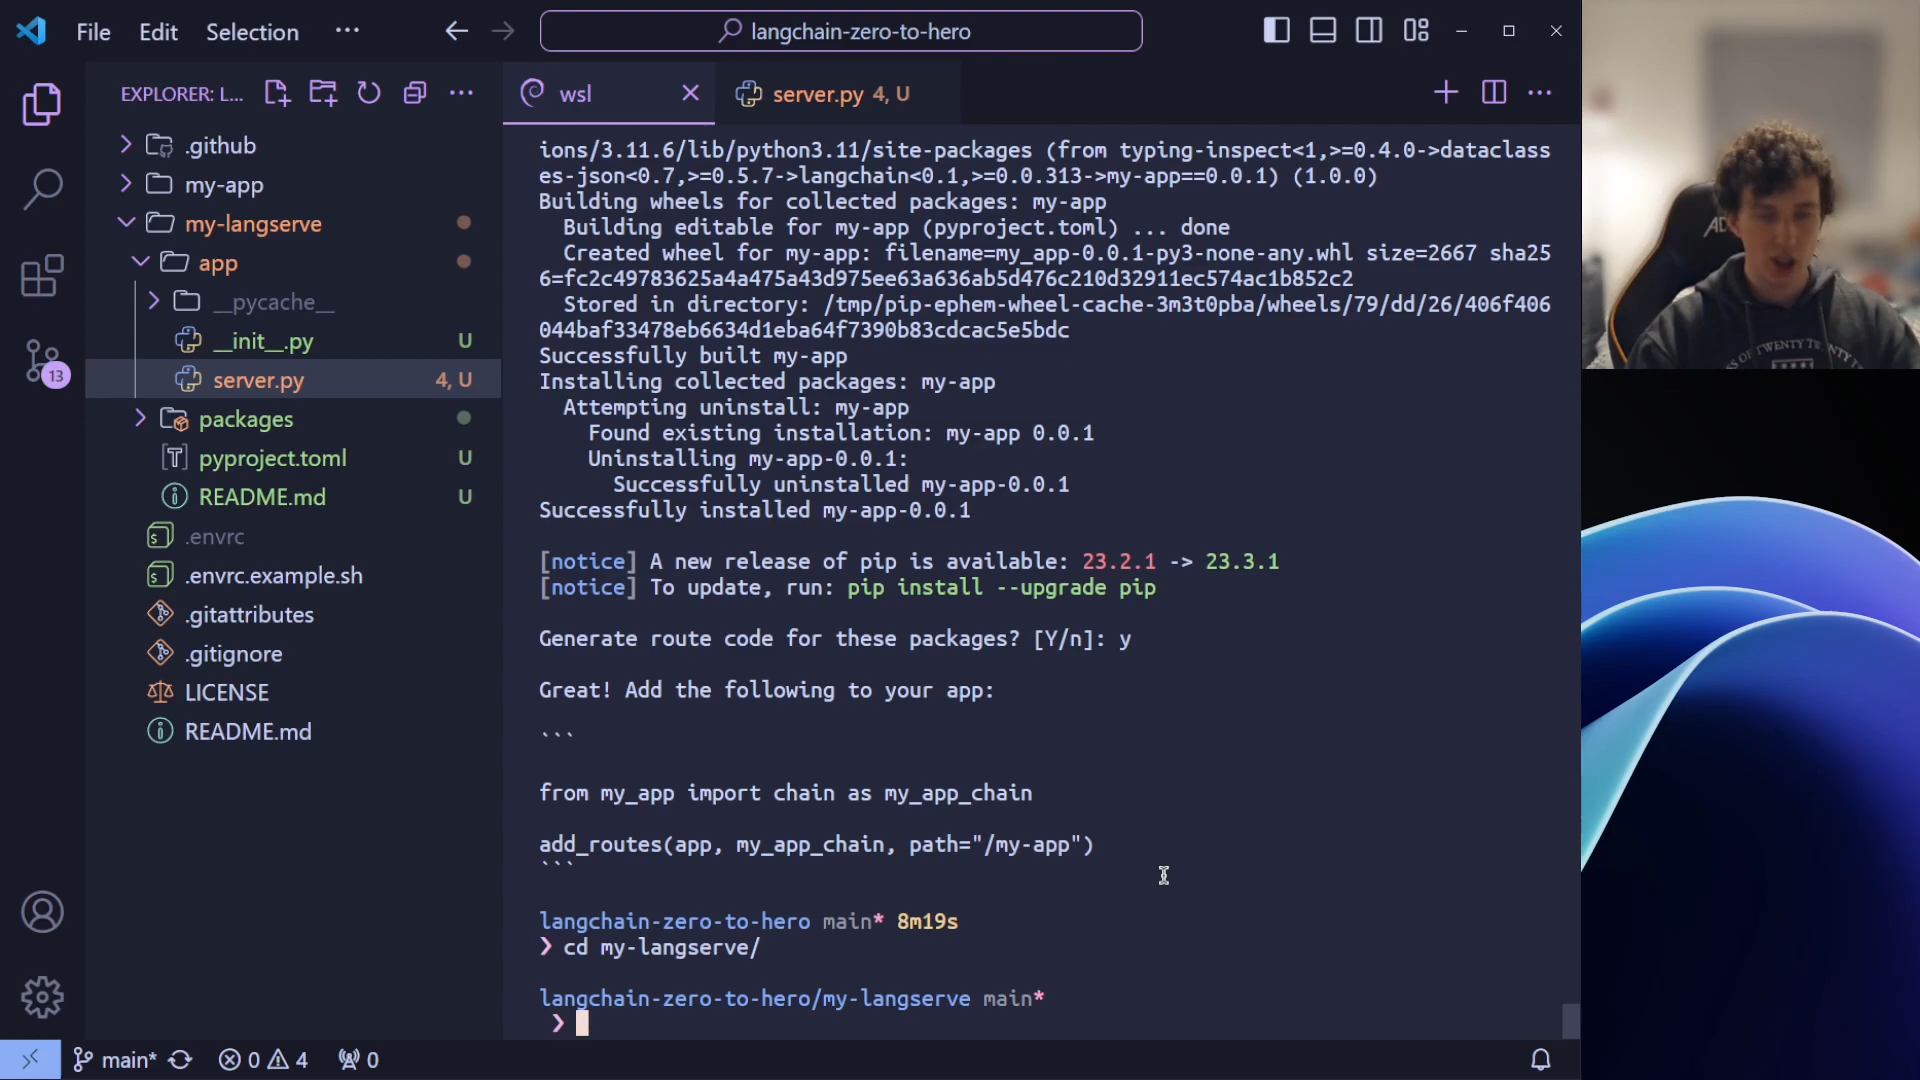 File Edit Selection ···
langchain-zero-to-hero
EXPLORER: L...
.github
my-app
my-langserve
app
__pycache__
__init__.py U
server.py 4, U
packages
pyproject.toml U
README.md U
.envrc
.envrc.example.sh
.gitattributes
.gitignore
LICENSE
README.md
13
wsl
server.py 4, U
ions/3.11.6/lib/python3.11/site-packages (from typing-inspect<1,>=0.4.0->dataclass
es-json<0.7,>=0.5.7->langchain<0.1,>=0.0.313->my-app==0.0.1) (1.0.0)
Building wheels for collected packages: my-app
Building editable for my-app (pyproject.toml) ... done
Created wheel for my-app: filename=my_app-0.0.1-py3-none-any.whl size=2667 sha25
6=fc2c49783625a4a475a43d975ee63a636ab5d476c210d32911ec574ac1b852c2
Stored in directory: /tmp/pip-ephem-wheel-cache-3m3t0pba/wheels/79/dd/26/406f406
044baf33478eb6634d1eba64f7390b83cdcac5e5bdc
Successfully built my-app
Installing collected packages: my-app
Attempting uninstall: my-app
Found existing installation: my-app 0.0.1
Uninstalling my-app-0.0.1:
Successfully uninstalled my-app-0.0.1
Successfully installed my-app-0.0.1
[notice] A new release of pip is available: 23.2.1 -> 23.3.1
[notice] To update, run: pip install --upgrade pip
Generate route code for these packages? [Y/n]: y
Great! Add the following to your app:
```
from my_app import chain as my_app_chain
add_routes(app, my_app_chain, path="/my-app")
```
langchain-zero-to-hero main* 8m19s
❯ cd my-langserve/
langchain-zero-to-hero/my-langserve main*
❯
main* 0 4 0